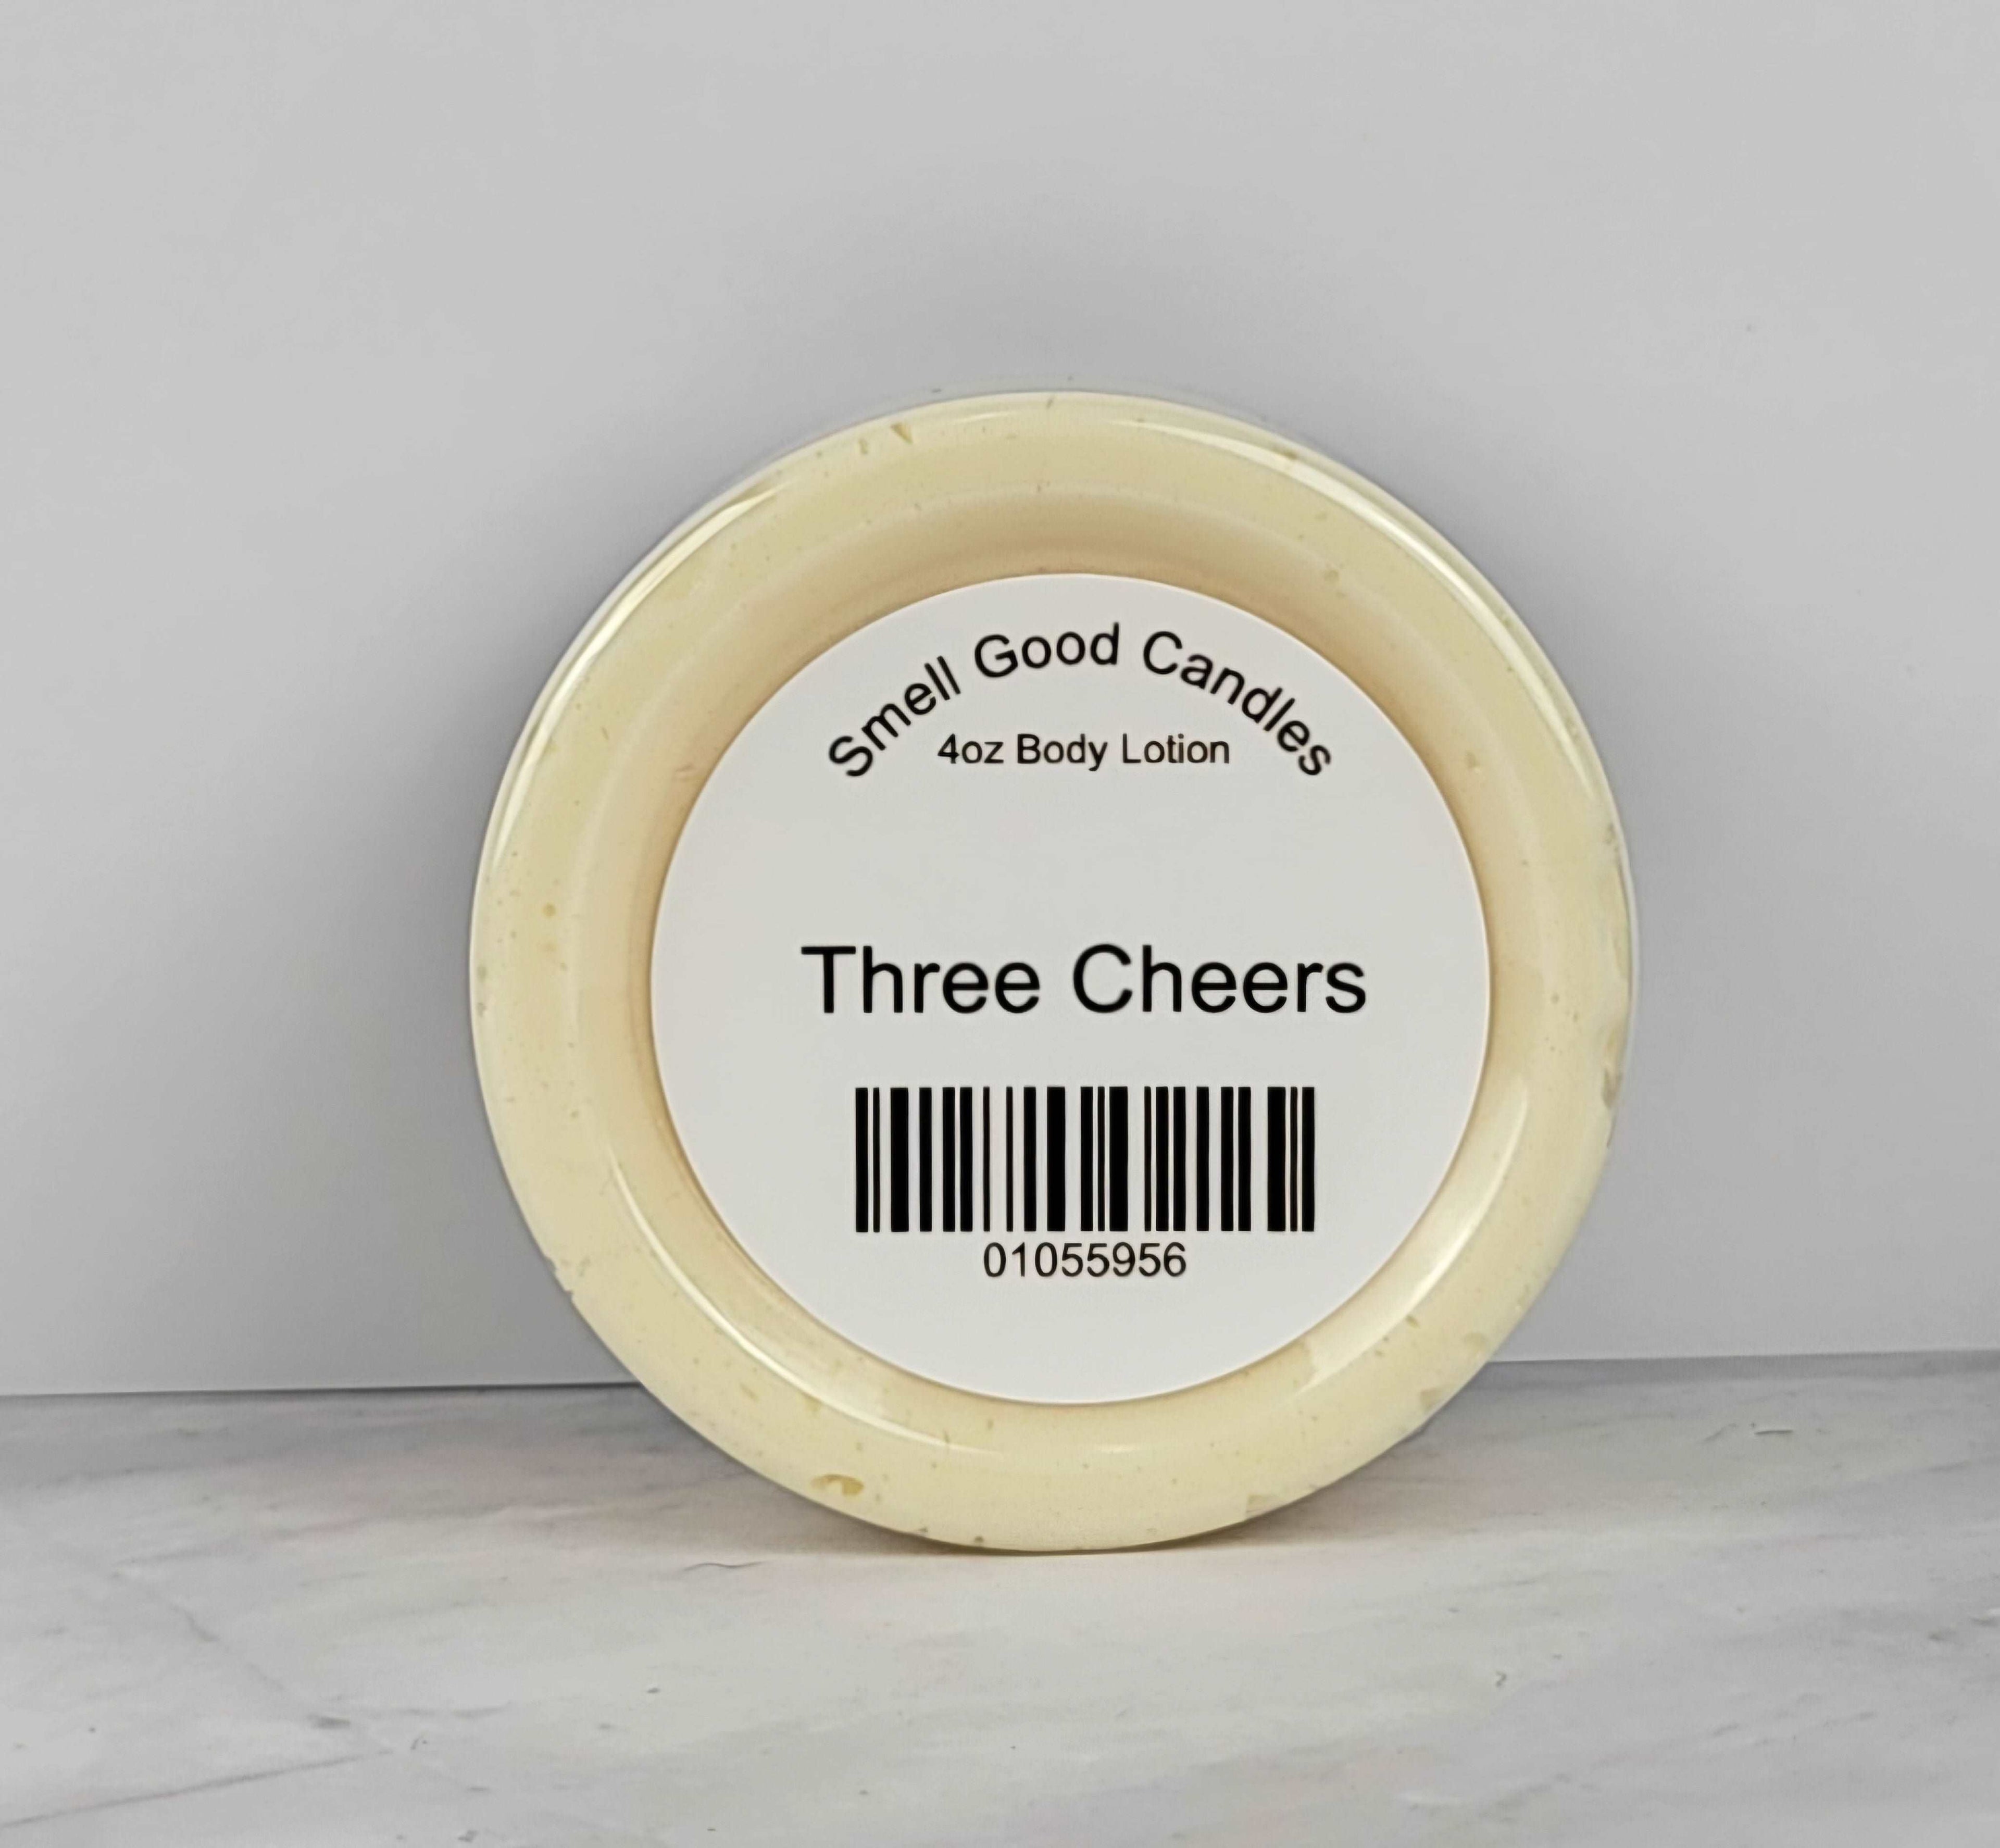 Smell Good Candles
4oz Body Lotion
Three Cheers
01055956